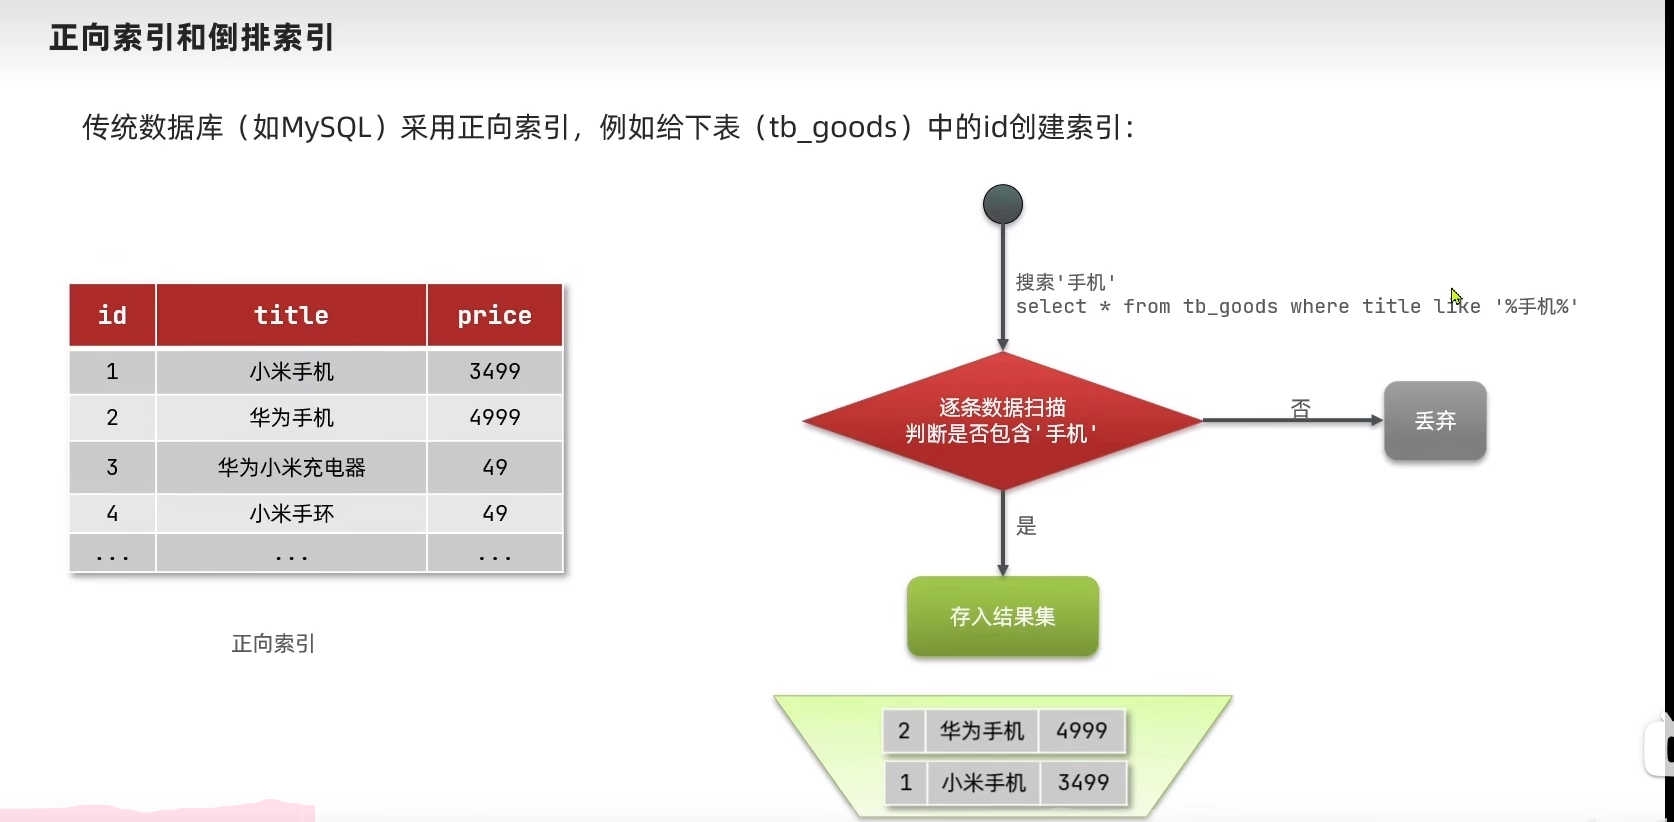 正向索引和倒排索引
传统数据库（如MySQL）采用正向索引，例如给下表（tb_goods）中的id创建索引：
id title price
1 小米手机 3499
2 华为手机 4999
3 华为小米充电器 49
4 小米手环 49
... ... ...
正向索引
搜索'手机'
select * from tb_goods where title like '%手机%'
逐条数据扫描
判断是否包含'手机'
否
丢弃
是
存入结果集
2 华为手机 4999
1 小米手机 3499